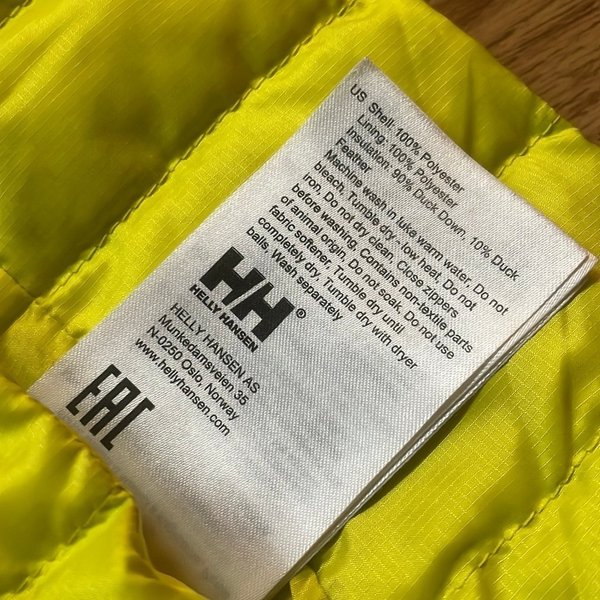 US Shell: 100% Polyester
Lining: 100% Polyester
Insulation: 90% Duck Down, 10% Duck
Feather
Machine wash in luke warm water, Do not
bleach, Tumble dry - low heat, Do not
Iron, Do not dry clean, Close zippers
before washing. Contains non-textile parts
of animal origin. Do not soak. Do not use
fabric softener, Tumble dry until
completely dry, Tumble dry with dryer
balls, Wash separately
HH®
HELLY HANSEN
HELLY HANSEN AS
Munkedamsveien 35
N-0250 Oslo, Norway
www.hellyhansen.com
EAC